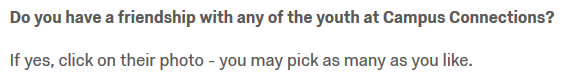 Do you have a friendship with any of the youth at Campus Connections?
If yes, click on their photo - you may pick as many as you like.